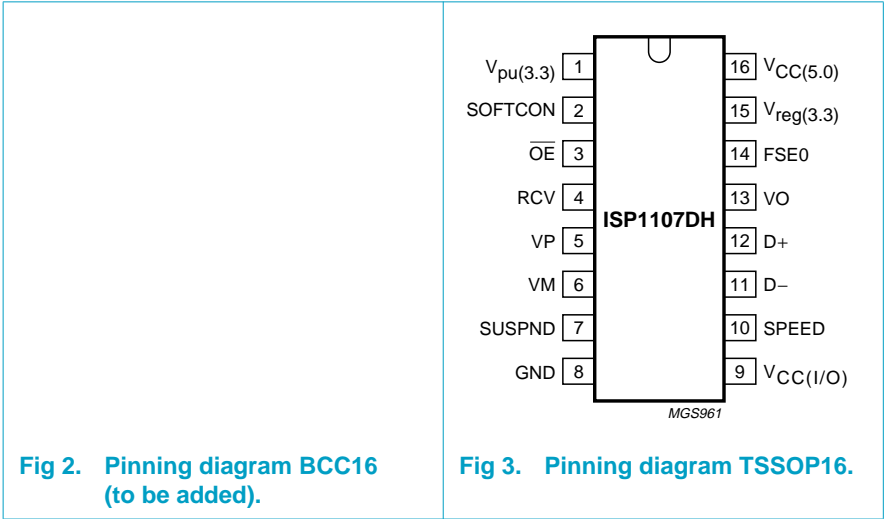 Vpu(3.3) 1
16 VCC(5.0)
SOFTCON 2
15 Vreg(3.3)
O̅E̅ 3
14 FSE0
RCV 4
13 VO
ISP1107DH
VP 5
12 D+
VM 6
11 D−
SUSPND 7
10 SPEED
GND 8
9 VCC(I/O)
MGS961
Fig 2. Pinning diagram BCC16
(to be added).
Fig 3. Pinning diagram TSSOP16.